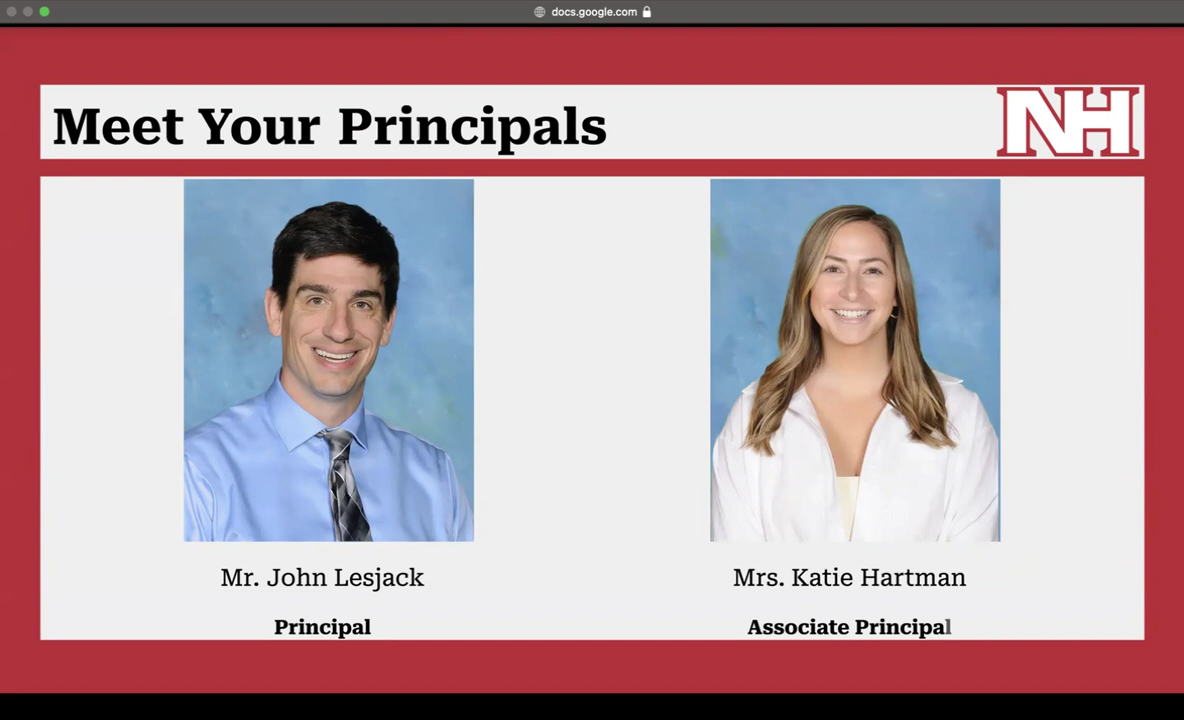 docs.google.com
Meet Your Principals
NH
Mr. John Lesjack
Mrs. Katie Hartman
Principal
Associate Principal